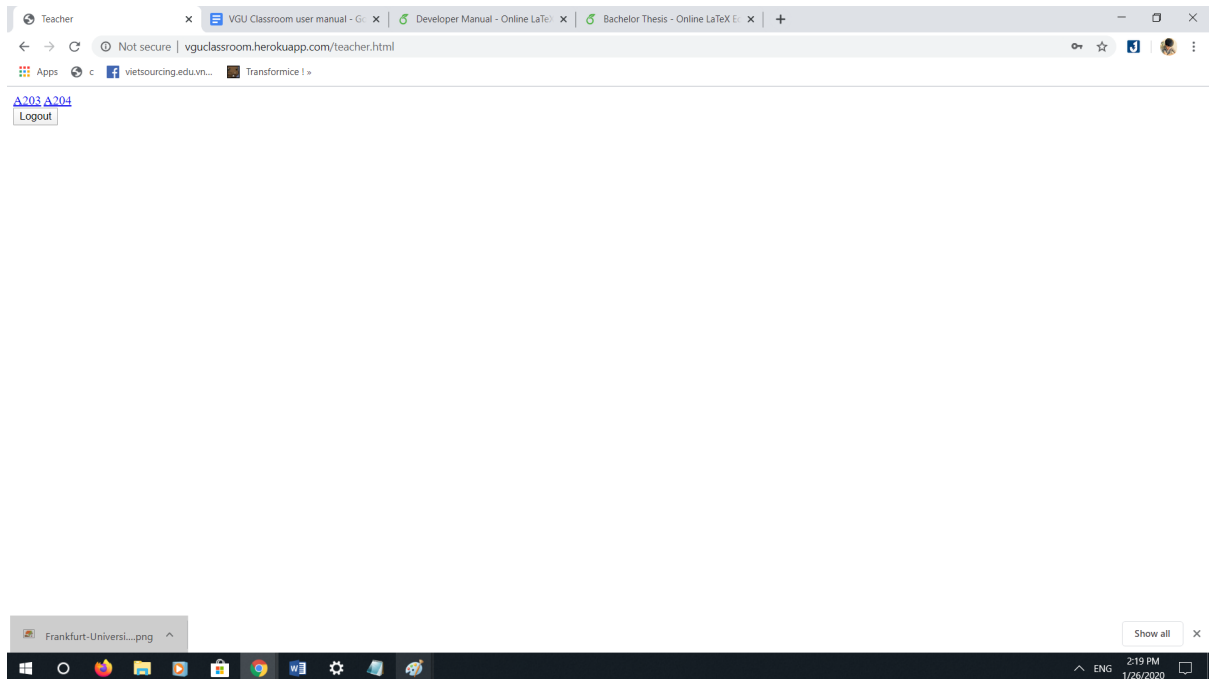 Teacher
VGU Classroom user manual - Go
Developer Manual - Online LaTeX
Bachelor Thesis - Online LaTeX Ed
Not secure | vguclassroom.herokuapp.com/teacher.html
Apps
c
vietsourcing.edu.vn...
Transformice ! »
A203 A204
Logout
Frankfurt-Universi....png
Show all
ENG
2:19 PM
1/26/2020